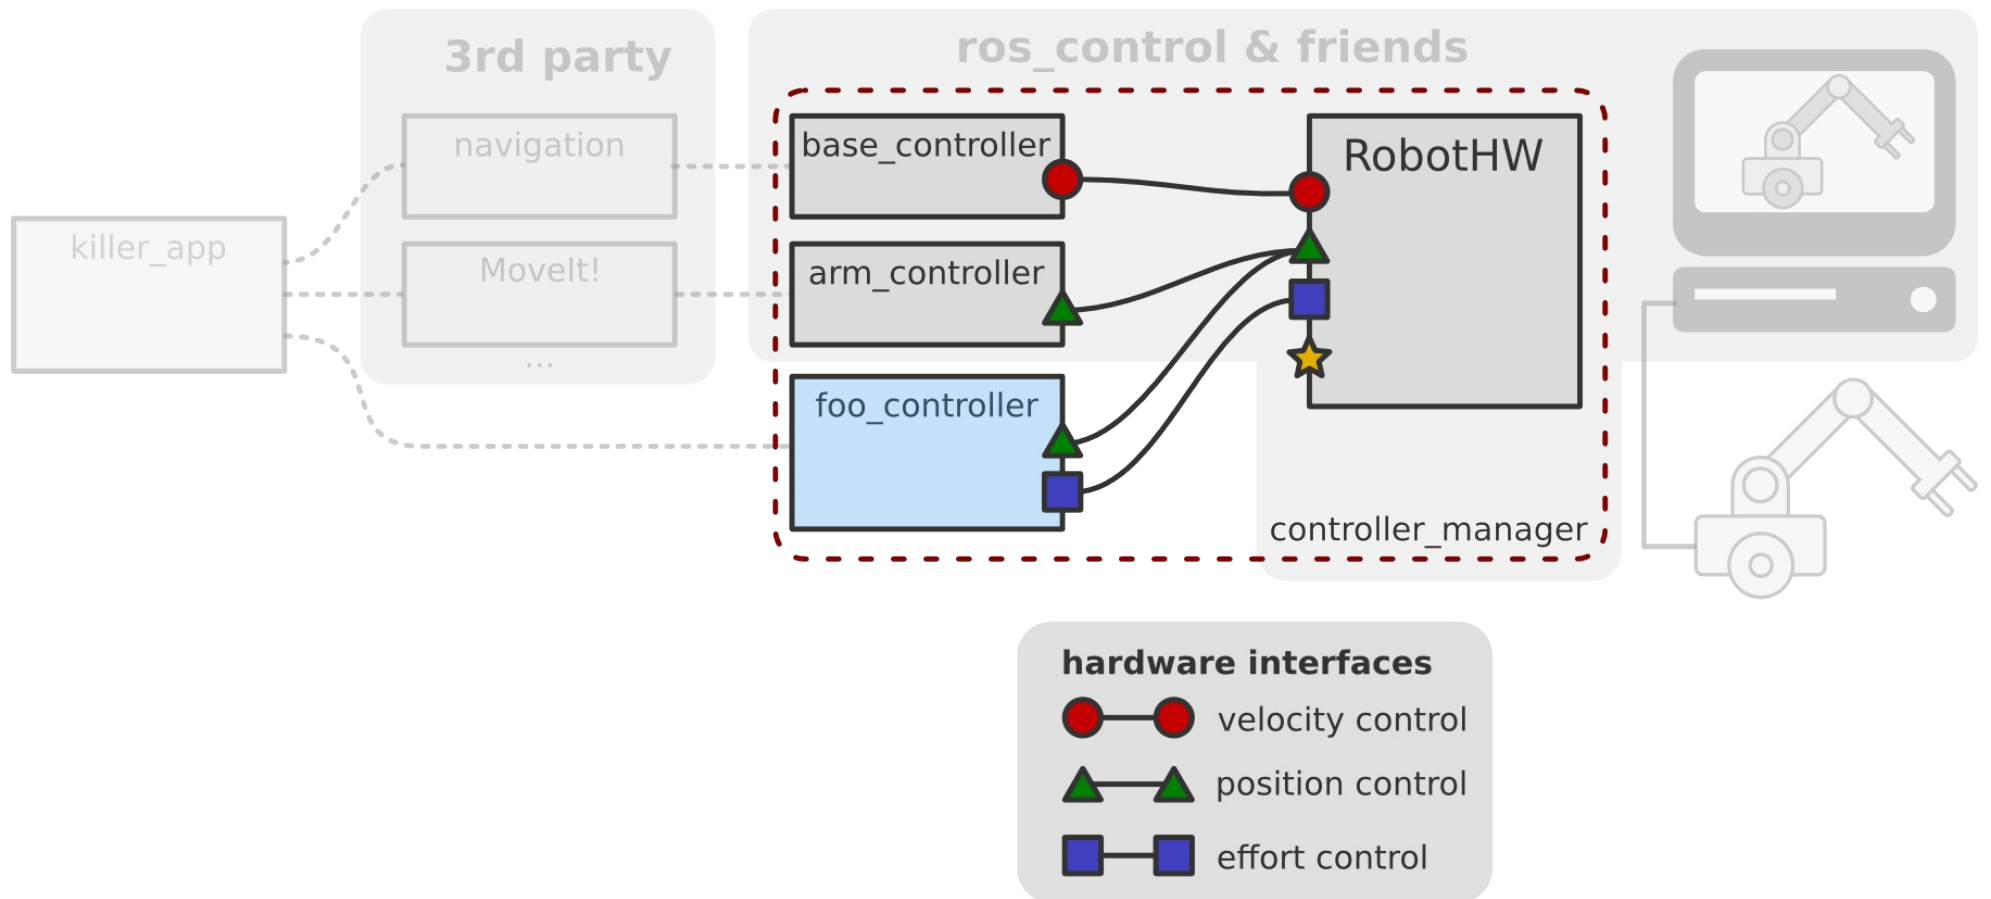 3rd party
ros_control & friends
navigation
base_controller
RobotHW
killer_app
MoveIt!
arm_controller
...
foo_controller
controller_manager
hardware interfaces
velocity control
position control
effort control